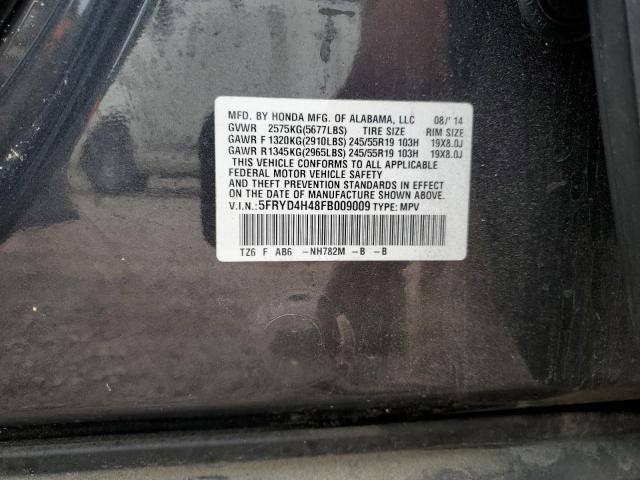 MFD. BY HONDA MFG. OF ALABAMA, LLC 08/'14
GVWR 2575KG(5677LBS) TIRE SIZE RIM SIZE
GAWR F 1320KG(2910LBS) 245/55R19 103H 19X8.0J
GAWR R1345KG(2965LBS) 245/55R19 103H 19X8.0J
THIS VEHICLE CONFORMS TO ALL APPLICABLE
FEDERAL MOTOR VEHICLE SAFETY
AND THEFT PREVENTION STANDARDS IN EFFECT
ON THE DATE OF MANUFACTURE SHOWN ABOVE.
V.I.N.: 5FRYD4H48FB009009 TYPE: MPV
TZ6 F AB6 -NH782M -B -B